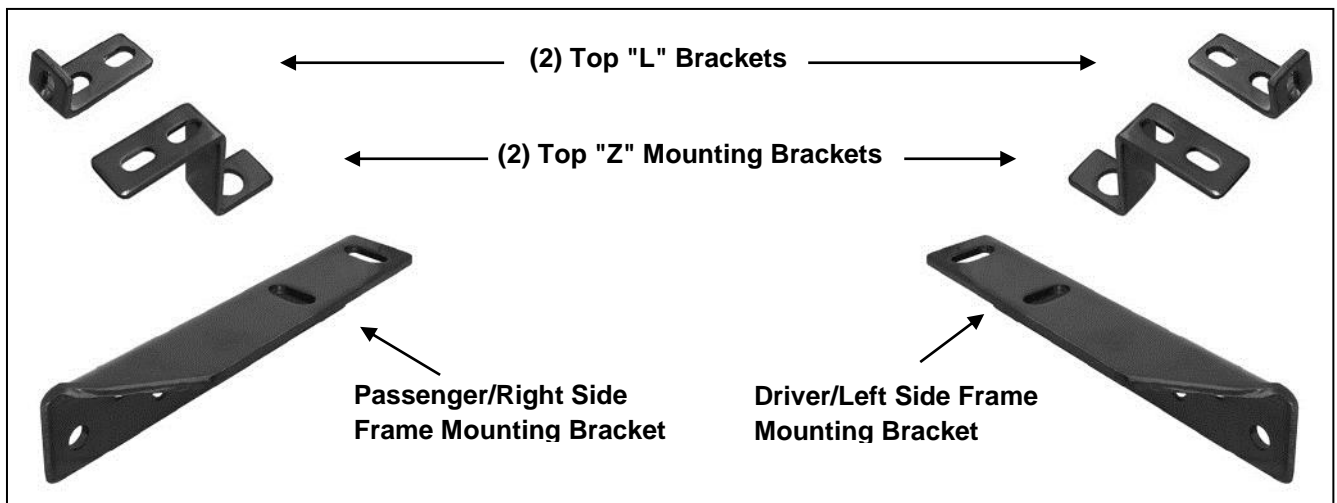 (2) Top "L" Brackets
(2) Top "Z" Mounting Brackets
Passenger/Right Side
Frame Mounting Bracket
Driver/Left Side Frame
Mounting Bracket